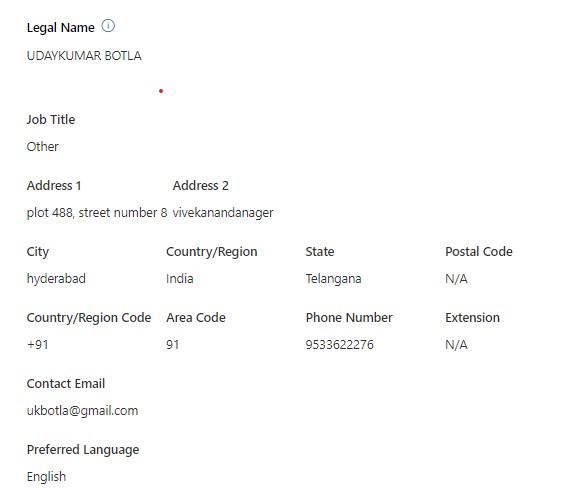 Legal Name
UDAYKUMAR BOTLA
Job Title
Other
Address 1 Address 2
plot 488, street number 8 vivekanandanager
City Country/Region State Postal Code
hyderabad India Telangana N/A
Country/Region Code Area Code Phone Number Extension
+91 91 9533622276 N/A
Contact Email
ukbotla@gmail.com
Preferred Language
English